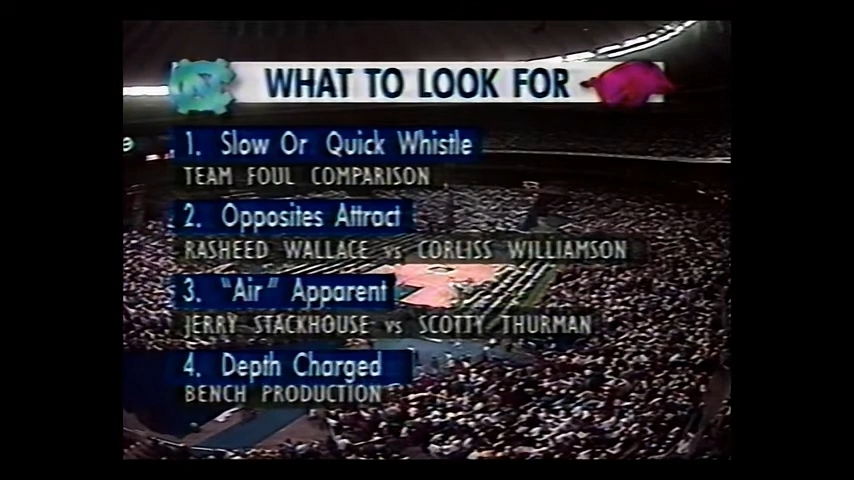 NC
WHAT TO LOOK FOR
1. Slow Or Quick Whistle
TEAM FOUL COMPARISON
2. Opposites Attract
RASHEED WALLACE vs CORLISS WILLIAMSON
3. "Air" Apparent
JERRY STACKHOUSE vs SCOTTY THURMAN
4. Depth Charged
BENCH PRODUCTION